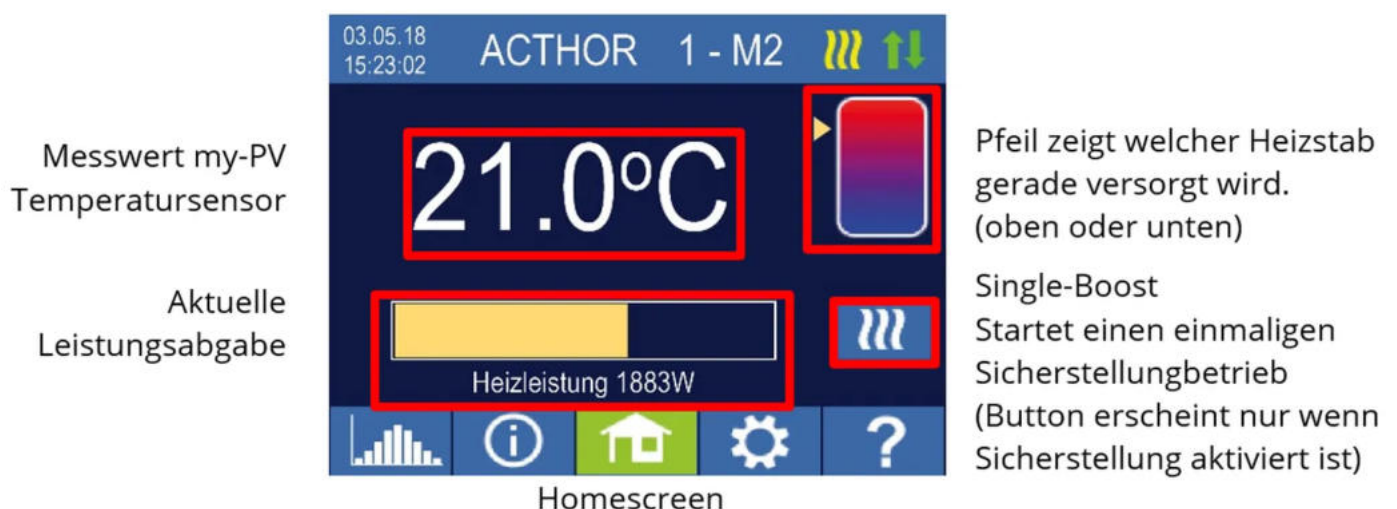 03.05.18
15:23:02
ACTHOR 1 - M2
Messwert my-PV
Temperatursensor
21.0°C
Pfeil zeigt welcher Heizstab
gerade versorgt wird.
(oben oder unten)
Aktuelle
Leistungsabgabe
Heizleistung 1883W
Single-Boost
Startet einen einmaligen
Sicherstellungbetrieb
(Button erscheint nur wenn
Sicherstellung aktiviert ist)
?
Homescreen